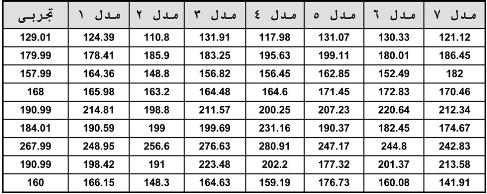 تجربی مدل ۱ مدل ۲ مدل ۳ مدل ۴ مدل ۵ مدل ۶ مدل ۷
129.01 124.39 110.8 131.91 117.98 131.07 130.33 121.12
179.99 178.41 185.9 183.25 195.63 199.11 180.01 186.45
157.99 164.36 148.8 156.82 156.45 162.85 152.49 182
168 165.98 163.2 164.48 164.6 171.45 172.83 170.46
190.99 214.81 198.8 211.57 200.25 207.23 220.64 212.34
184.01 190.59 199 199.69 231.16 190.37 182.45 174.67
267.99 248.95 256.6 276.63 280.91 247.17 244.8 242.83
190.99 198.42 191 223.48 202.2 177.32 201.37 213.58
160 166.15 148.3 164.63 159.19 176.73 160.08 141.91